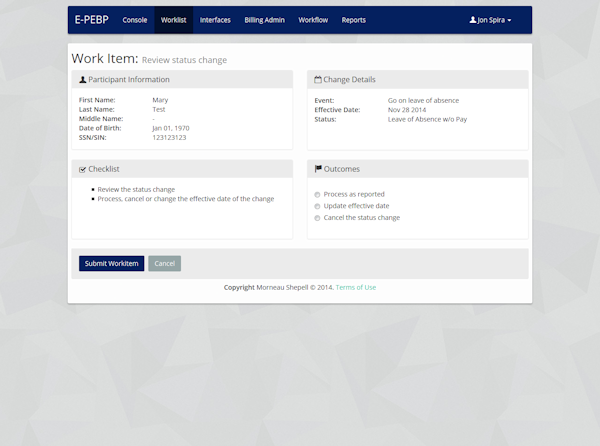 E-PEBP Console Worklist Interfaces Billing Admin Workflow Reports Jon Spira
Work Item: Review status change
Participant Information
First Name: Mary
Last Name: Test
Middle Name: -
Date of Birth: Jan 01, 1970
SSN/SIN: 123123123
Change Details
Event: Go on leave of absence
Effective Date: Nov 28 2014
Status: Leave of Absence w/o Pay
Checklist
Review the status change
Process, cancel or change the effective date of the change
Outcomes
Process as reported
Update effective date
Cancel the status change
Submit WorkItem Cancel
Copyright Morneau Shepell © 2014. Terms of Use